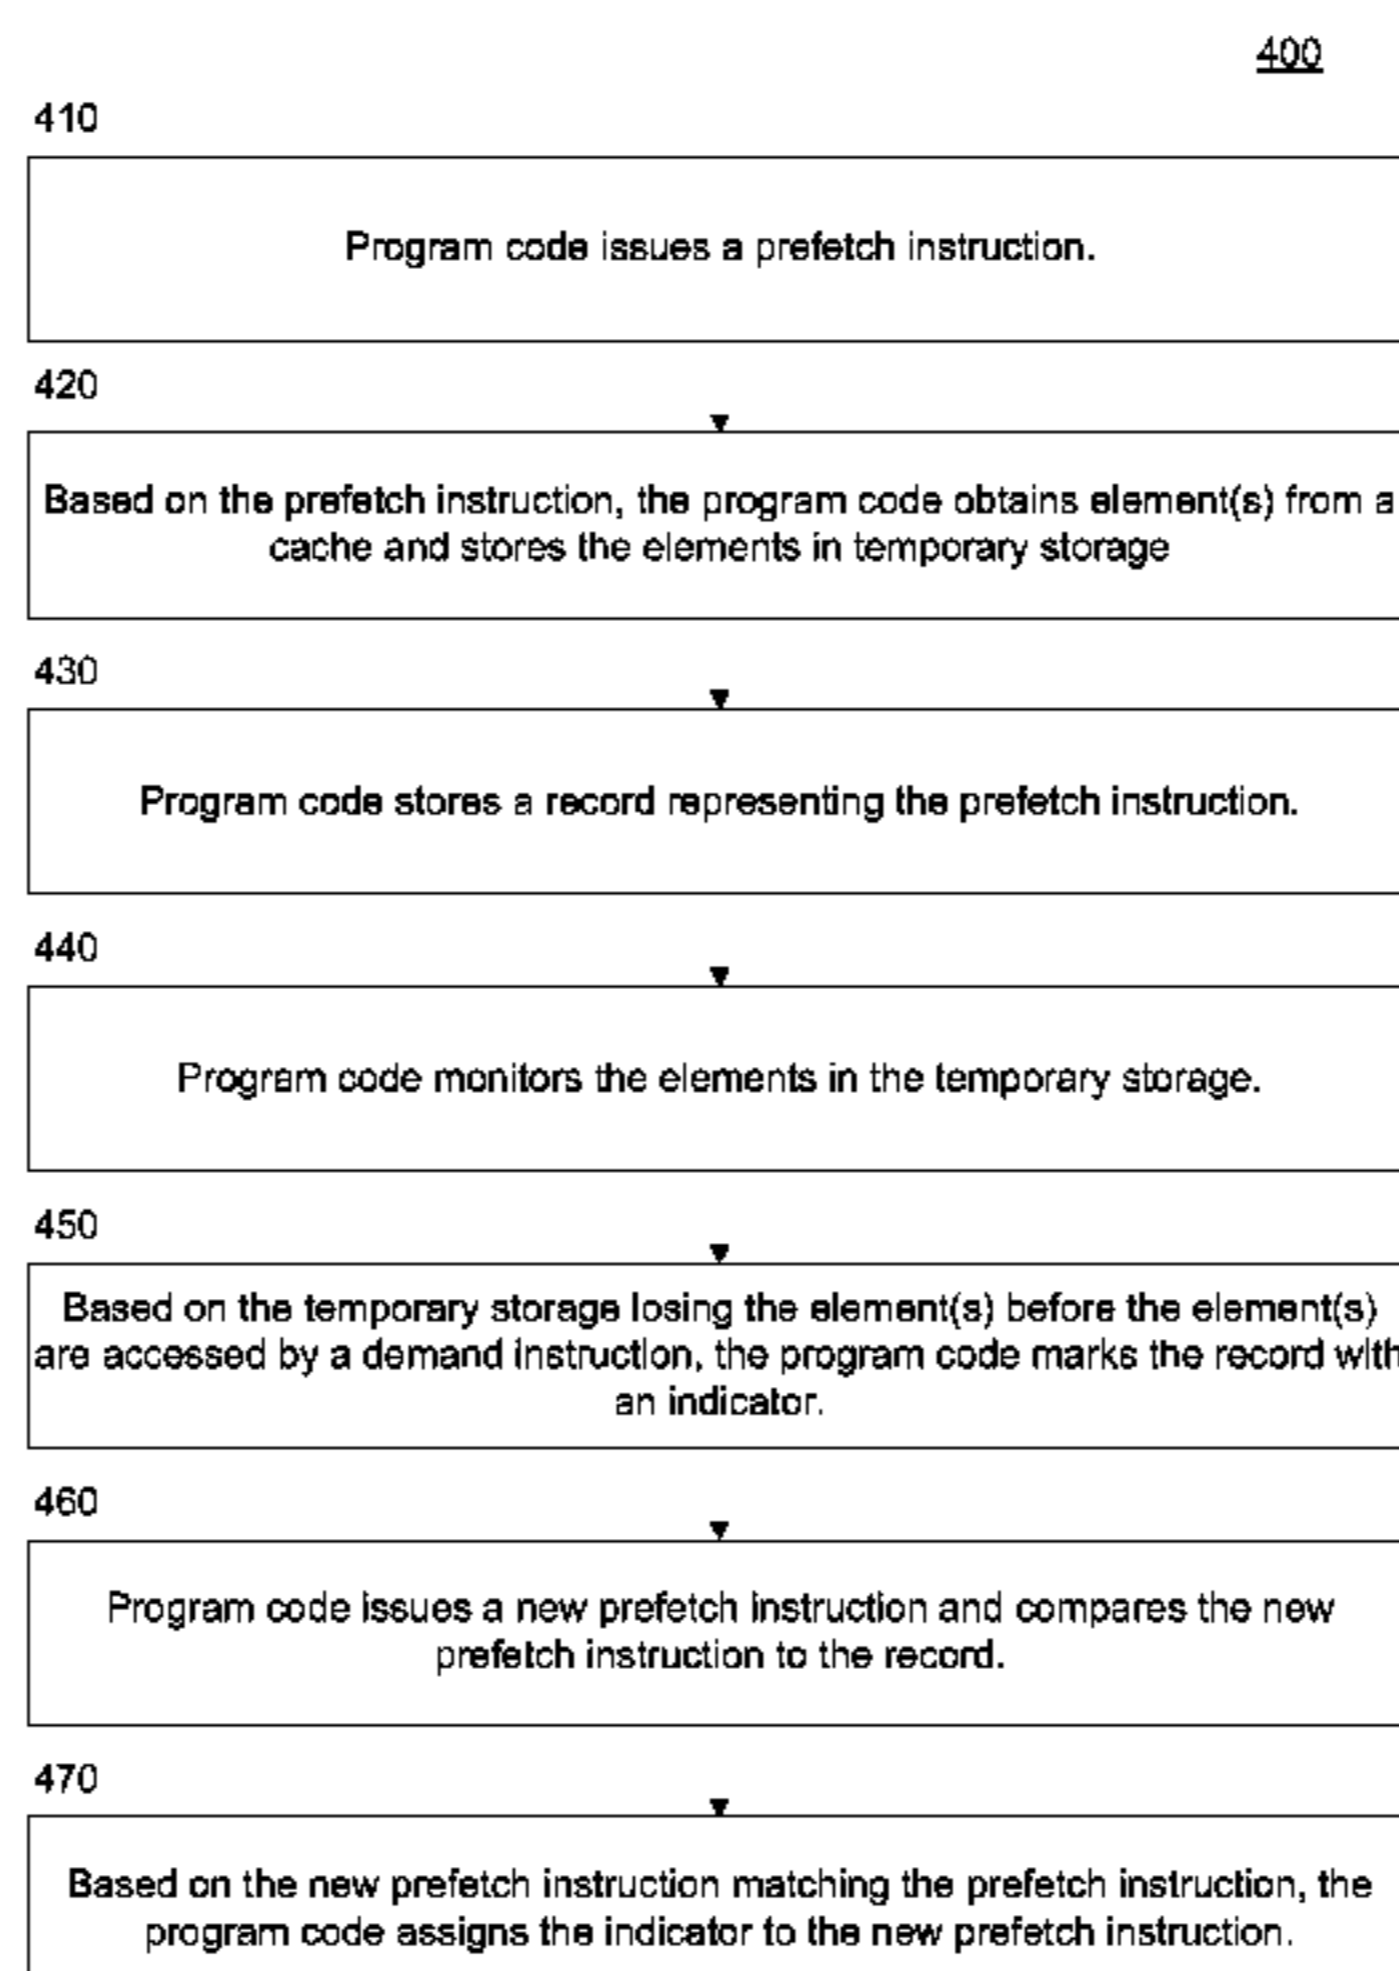 400
410
Program code issues a prefetch instruction.
420
Based on the prefetch instruction, the program code obtains element(s) from a
cache and stores the elements in temporary storage
430
Program code stores a record representing the prefetch instruction.
440
Program code monitors the elements in the temporary storage.
450
Based on the temporary storage losing the element(s) before the element(s)
are accessed by a demand instruction, the program code marks the record with
an indicator.
460
Program code issues a new prefetch instruction and compares the new
prefetch instruction to the record.
470
Based on the new prefetch instruction matching the prefetch instruction, the
program code assigns the indicator to the new prefetch instruction.